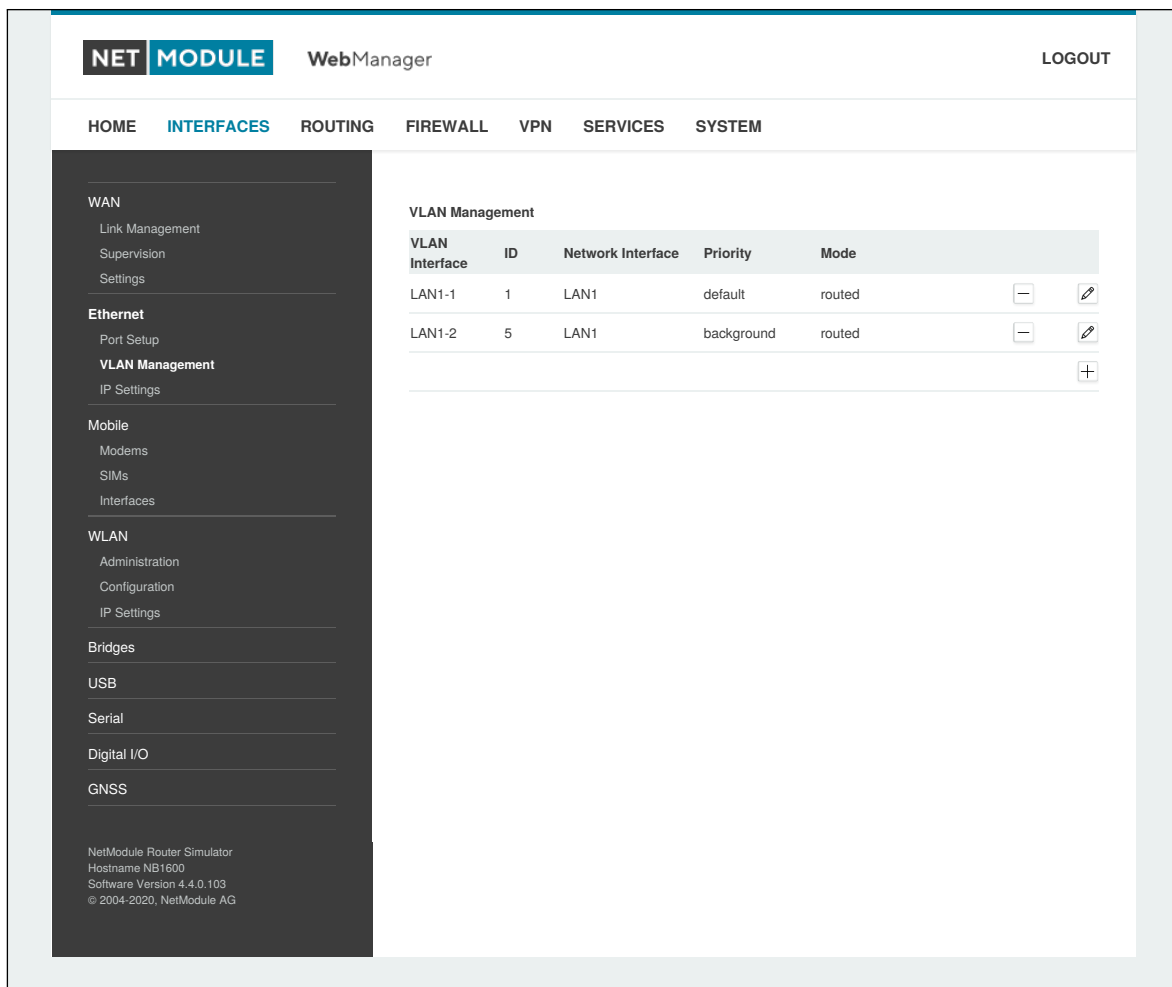 NET MODULE WebManager LOGOUT
HOME INTERFACES ROUTING FIREWALL VPN SERVICES SYSTEM
WAN
Link Management
Supervision
Settings
Ethernet
Port Setup
VLAN Management
IP Settings
Mobile
Modems
SIMs
Interfaces
WLAN
Administration
Configuration
IP Settings
Bridges
USB
Serial
Digital I/O
GNSS
NetModule Router Simulator
Hostname NB1600
Software Version 4.4.0.103
© 2004-2020, NetModule AG
VLAN Management
VLAN Interface ID Network Interface Priority Mode
LAN1-1 1 LAN1 default routed
LAN1-2 5 LAN1 background routed